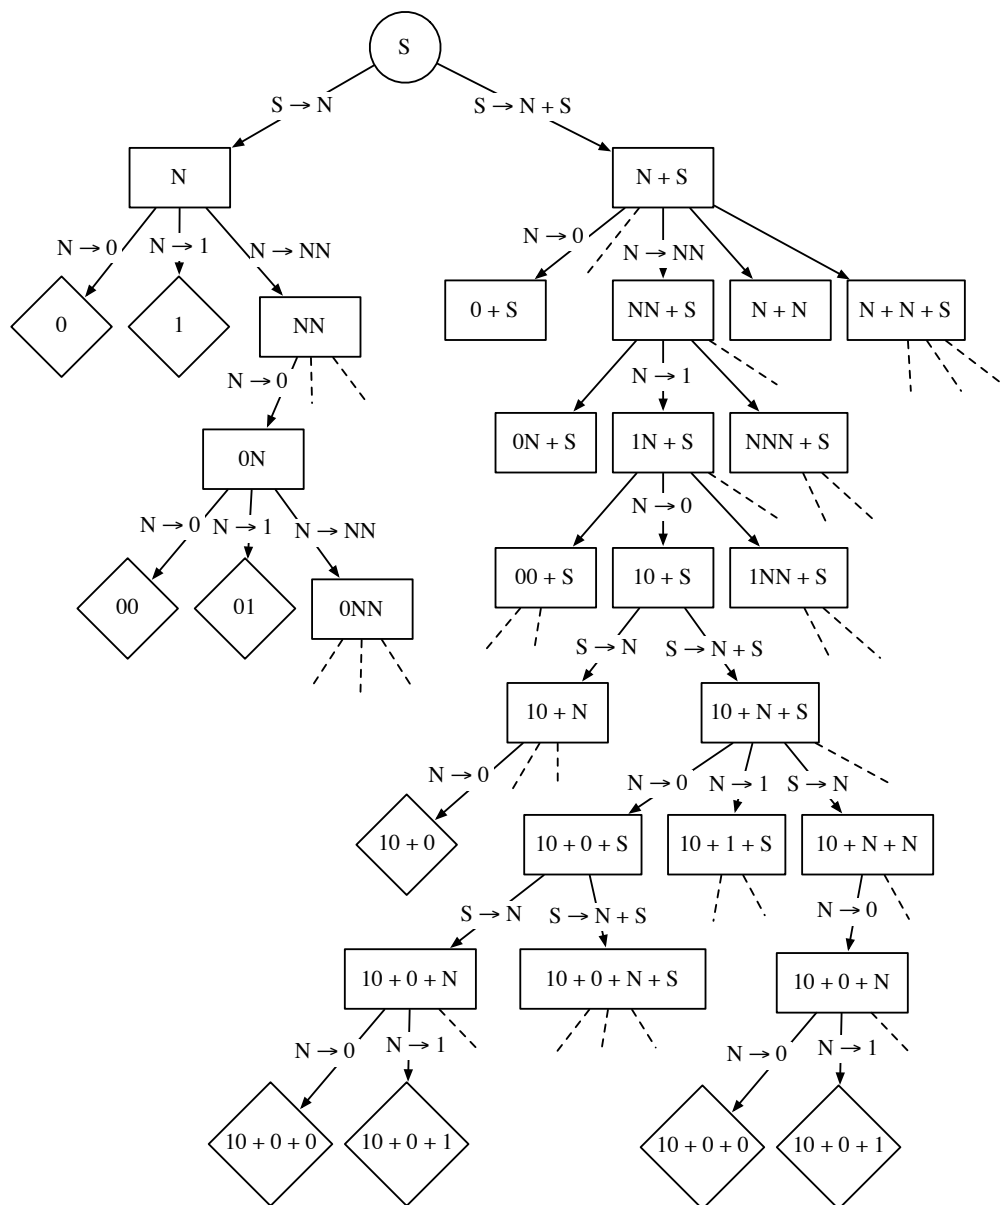 S
S → N
S → N + S
N
N + S
N → 0
N → 1
N → NN
N → 0
N → NN
0
1
NN
0 + S
NN + S
N + N
N + N + S
N → 0
N → 1
0N
0N + S
1N + S
NNN + S
N → 0
N → 1
N → NN
N → 0
00
01
0NN
00 + S
10 + S
1NN + S
S → N
S → N + S
10 + N
10 + N + S
N → 0
N → 0
N → 1
S → N
10 + 0
10 + 0 + S
10 + 1 + S
10 + N + N
S → N
S → N + S
N → 0
10 + 0 + N
10 + 0 + N + S
10 + 0 + N
N → 0
N → 1
N → 0
N → 1
10 + 0 + 0
10 + 0 + 1
10 + 0 + 0
10 + 0 + 1